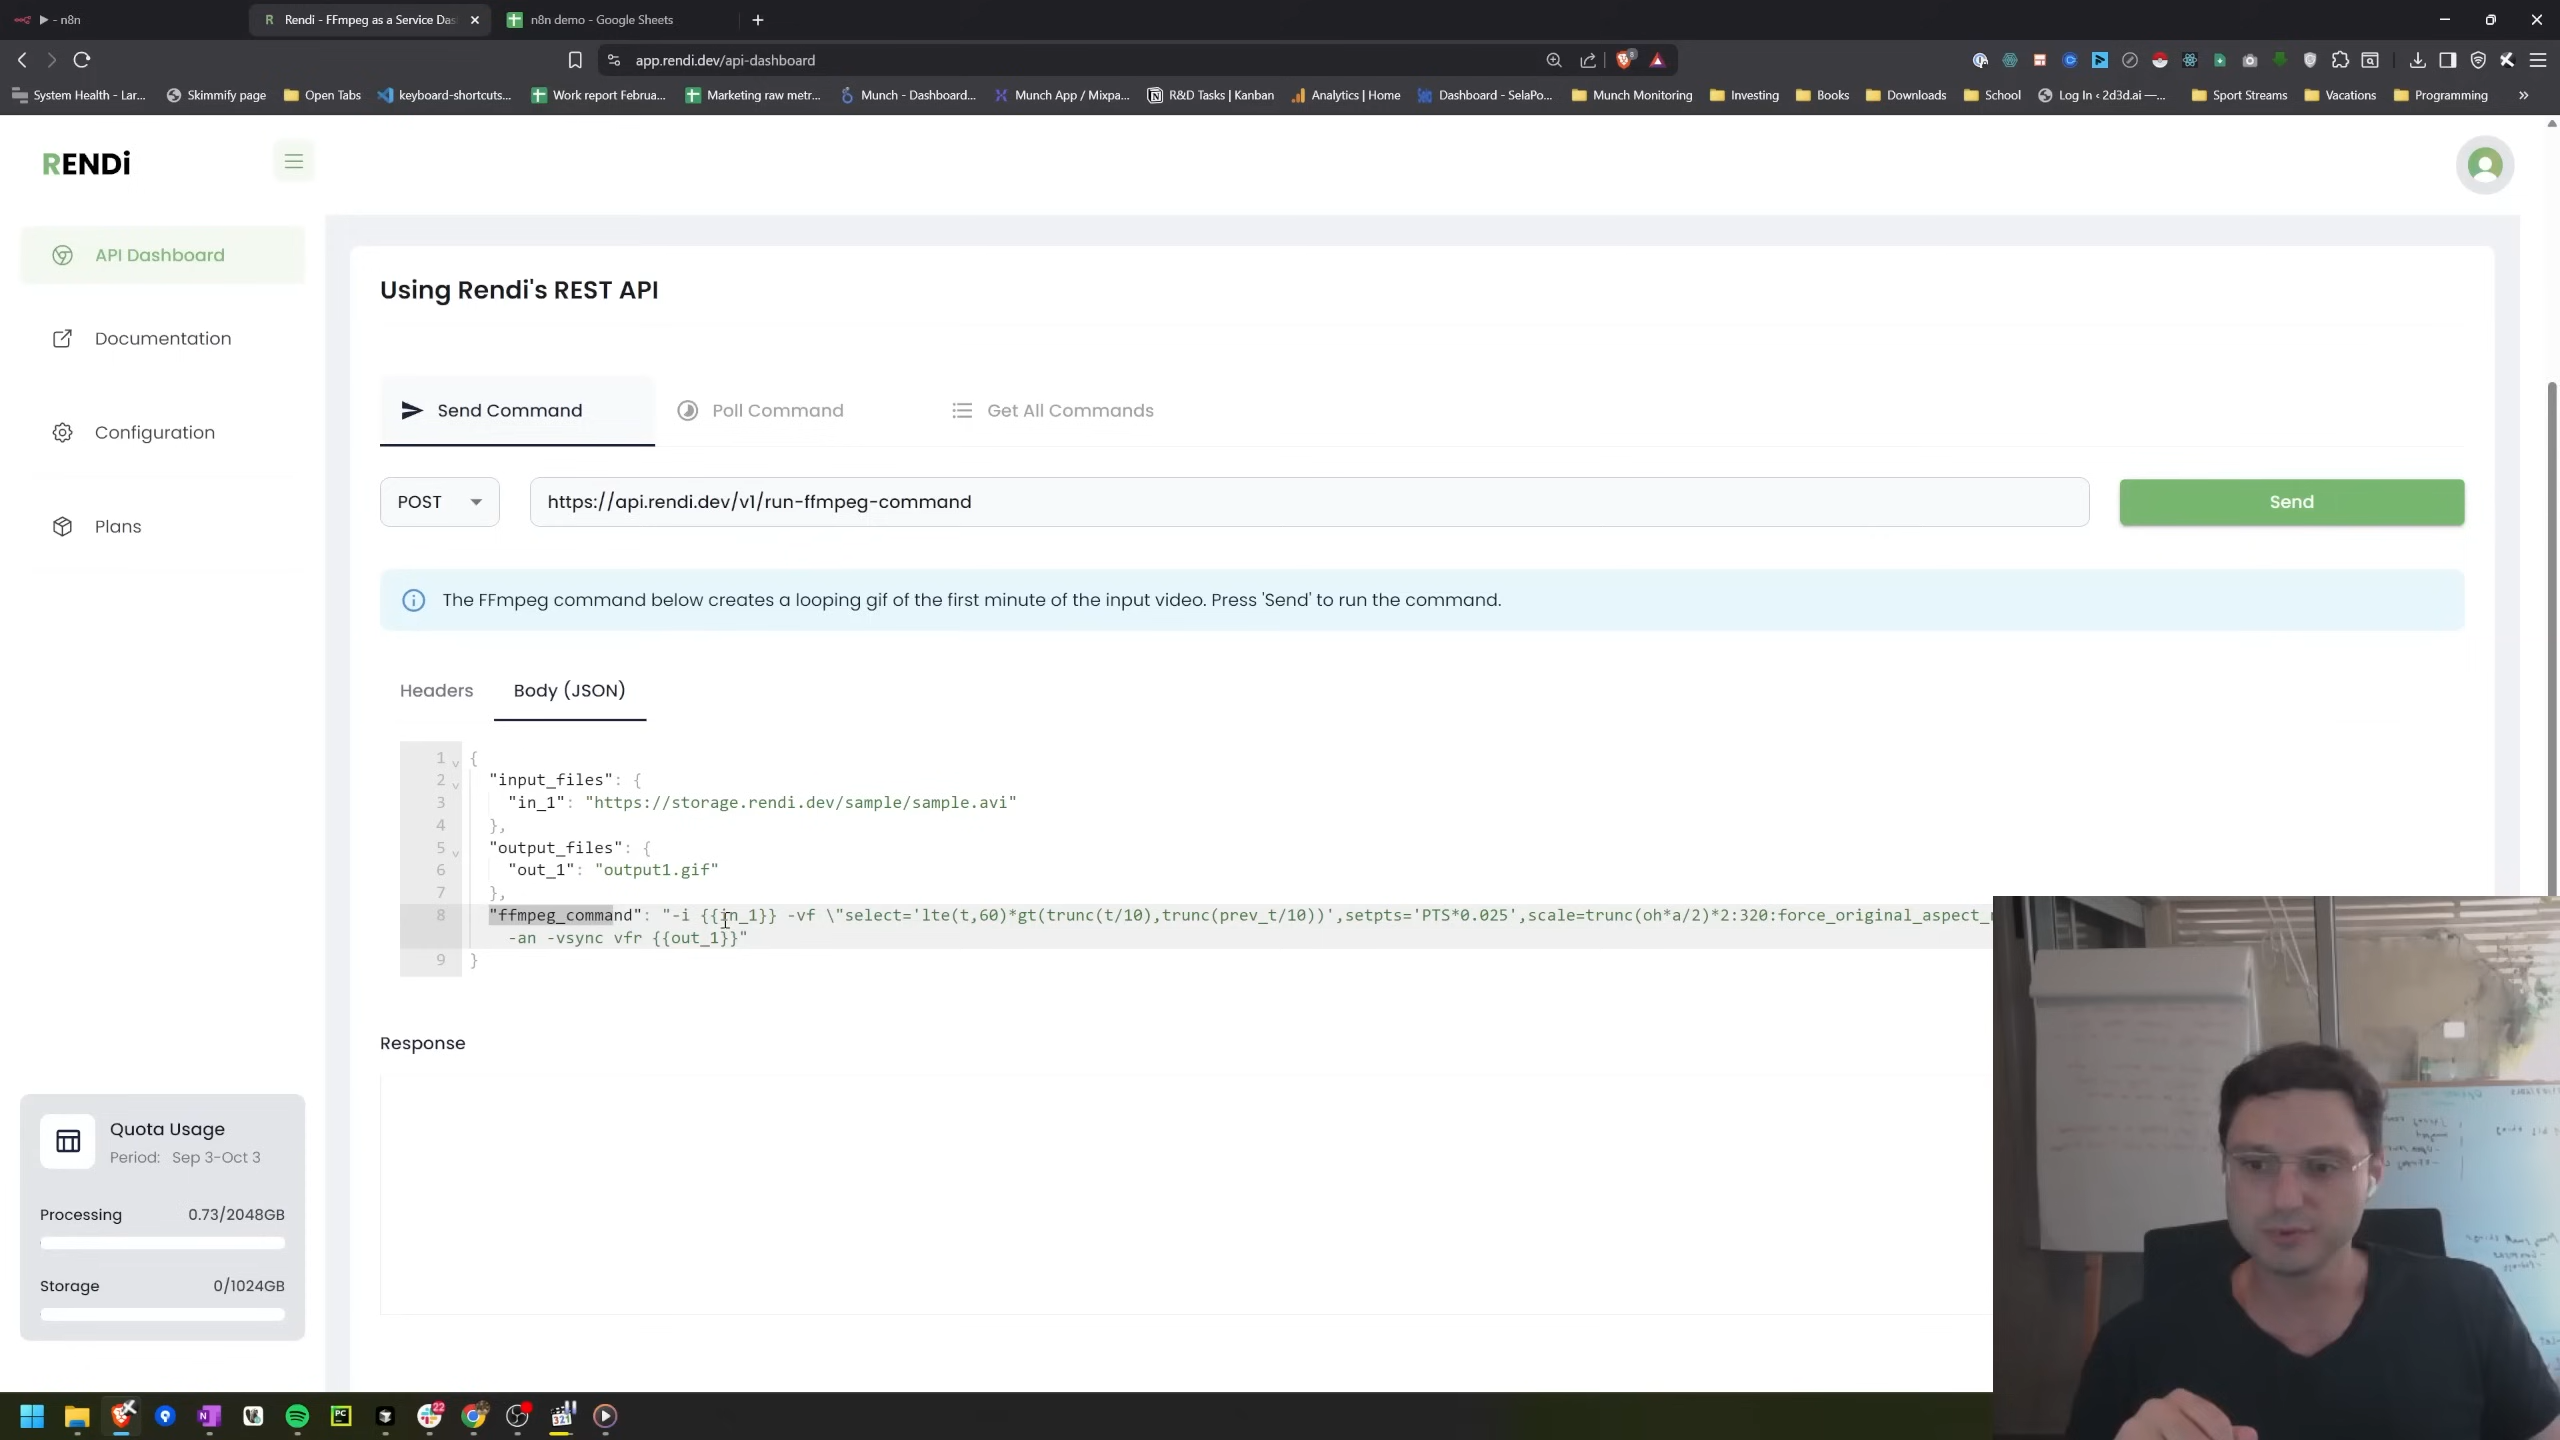 - n8n
Rendi - FFmpeg as a Service Das
n8n demo - Google Sheets
app.rendi.dev/api-dashboard
System Health - Lar...
Skimmify page
Open Tabs
keyboard-shortcuts...
Work report Februa...
Marketing raw metr...
Munch - Dashboard...
Munch App / Mixpa...
R&D Tasks | Kanban
Analytics | Home
Dashboard - SelaPo...
Munch Monitoring
Investing
Books
Downloads
School
Log In ‹ 2d3d.ai —...
Sport Streams
Vacations
Programming
RENDi
API Dashboard
Documentation
Configuration
Plans
Using Rendi's REST API
Send Command
Poll Command
Get All Commands
POST
https://api.rendi.dev/v1/run-ffmpeg-command
Send
The FFmpeg command below creates a looping gif of the first minute of the input video. Press 'Send' to run the command.
Headers
Body (JSON)
1 {
2 "input_files": {
3 "in_1": "https://storage.rendi.dev/sample/sample.avi"
4 },
5 "output_files": {
6 "out_1": "output1.gif"
7 },
8 "ffmpeg_command": "-i {{in_1}} -vf \"select='lte(t,60)*gt(trunc(t/10),trunc(prev_t/10))',setpts='PTS*0.025',scale=trunc(oh*a/2)*2:320:force_original_aspect_
-an -vsync vfr {{out_1}}"
9 }
Response
Quota Usage
Period: Sep 3-Oct 3
Processing 0.73/2048GB
Storage 0/1024GB